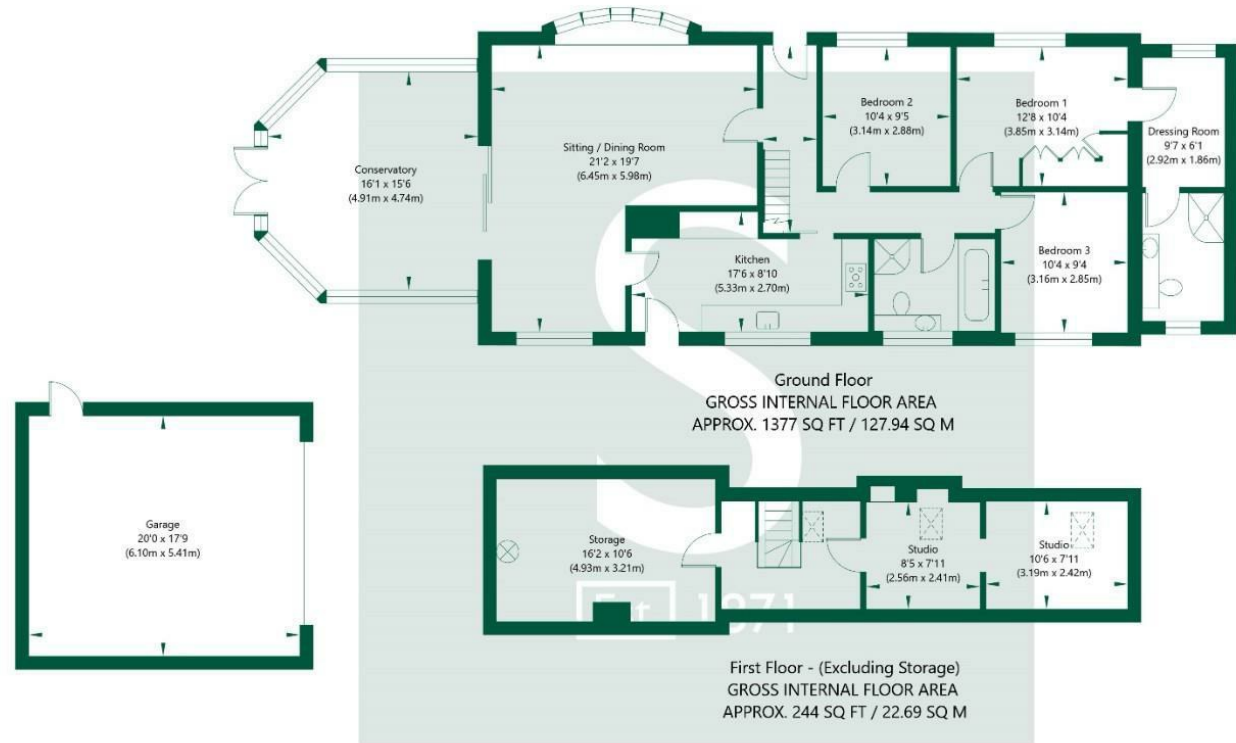 Conservatory
16'1 x 15'6
(4.91m x 4.74m)
Sitting / Dining Room
21'2 x 19'7
(6.45m x 5.98m)
Kitchen
17'6 x 8'10
(5.33m x 2.70m)
Bedroom 2
10'4 x 9'5
(3.14m x 2.88m)
Bedroom 1
12'8 x 10'4
(3.85m x 3.14m)
Dressing Room
9'7 x 6'1
(2.92m x 1.86m)
Bedroom 3
10'4 x 9'4
(3.16m x 2.85m)
Ground Floor
GROSS INTERNAL FLOOR AREA
APPROX. 1377 SQ FT / 127.94 SQ M
Garage
20'0 x 17'9
(6.10m x 5.41m)
Storage
16'2 x 10'6
(4.93m x 3.21m)
Studio
8'5 x 7'11
(2.56m x 2.41m)
Studio
10'6 x 7'11
(3.19m x 2.42m)
S
First Floor - (Excluding Storage)
GROSS INTERNAL FLOOR AREA
APPROX. 244 SQ FT / 22.69 SQ M